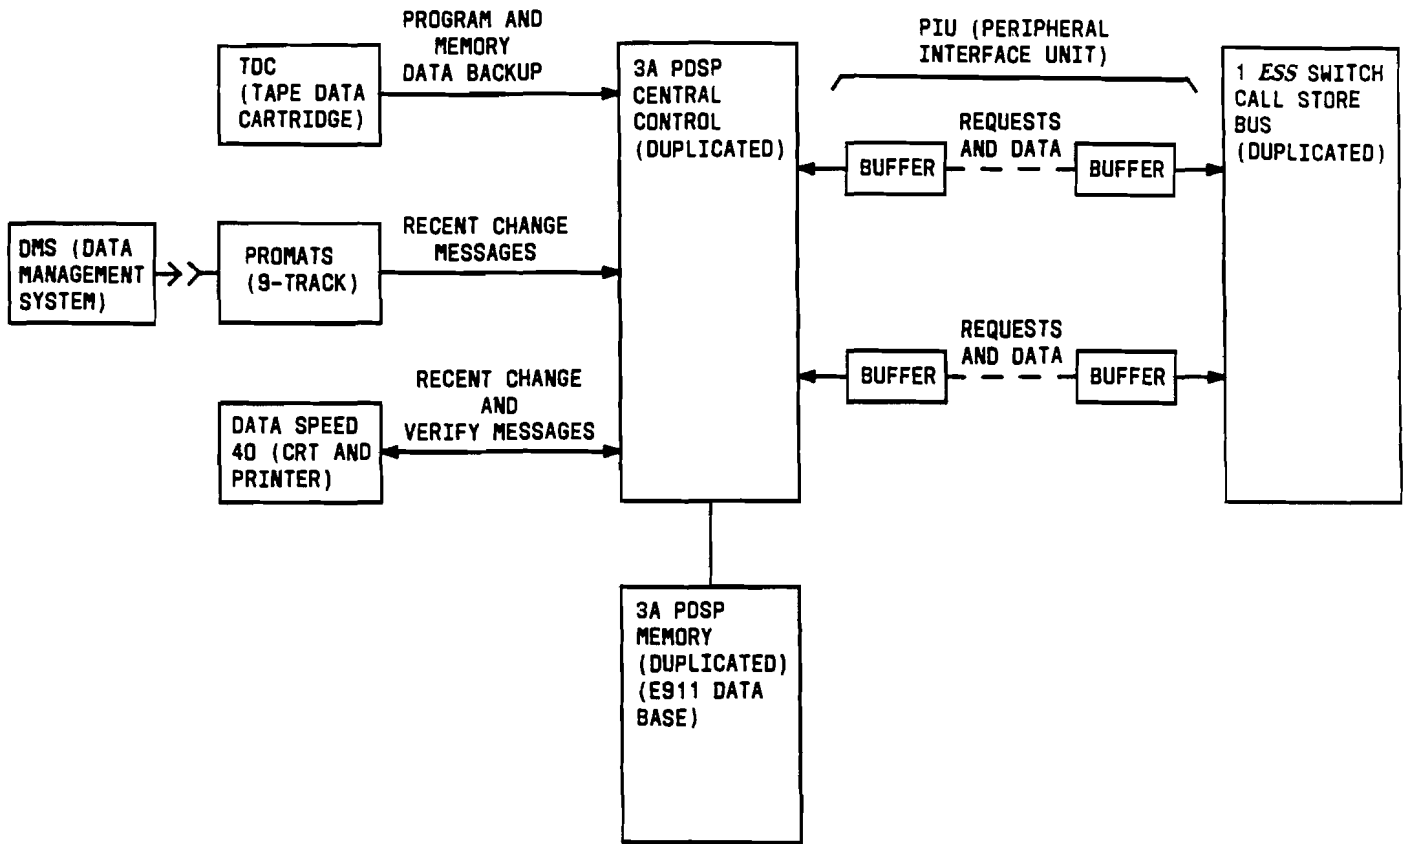 PROGRAM AND
MEMORY
DATA BACKUP
TDC
(TAPE DATA
CARTRIDGE)
3A PDSP
CENTRAL
CONTROL
(DUPLICATED)
PIU (PERIPHERAL
INTERFACE UNIT)
1 ESS SWITCH
CALL STORE
BUS
(DUPLICATED)
REQUESTS
AND DATA
BUFFER
BUFFER
DMS (DATA
MANAGEMENT
SYSTEM)
PROMATS
(9-TRACK)
RECENT CHANGE
MESSAGES
REQUESTS
AND DATA
BUFFER
BUFFER
RECENT CHANGE
AND
VERIFY MESSAGES
DATA SPEED
40 (CRT AND
PRINTER)
3A PDSP
MEMORY
(DUPLICATED)
(E911 DATA
BASE)